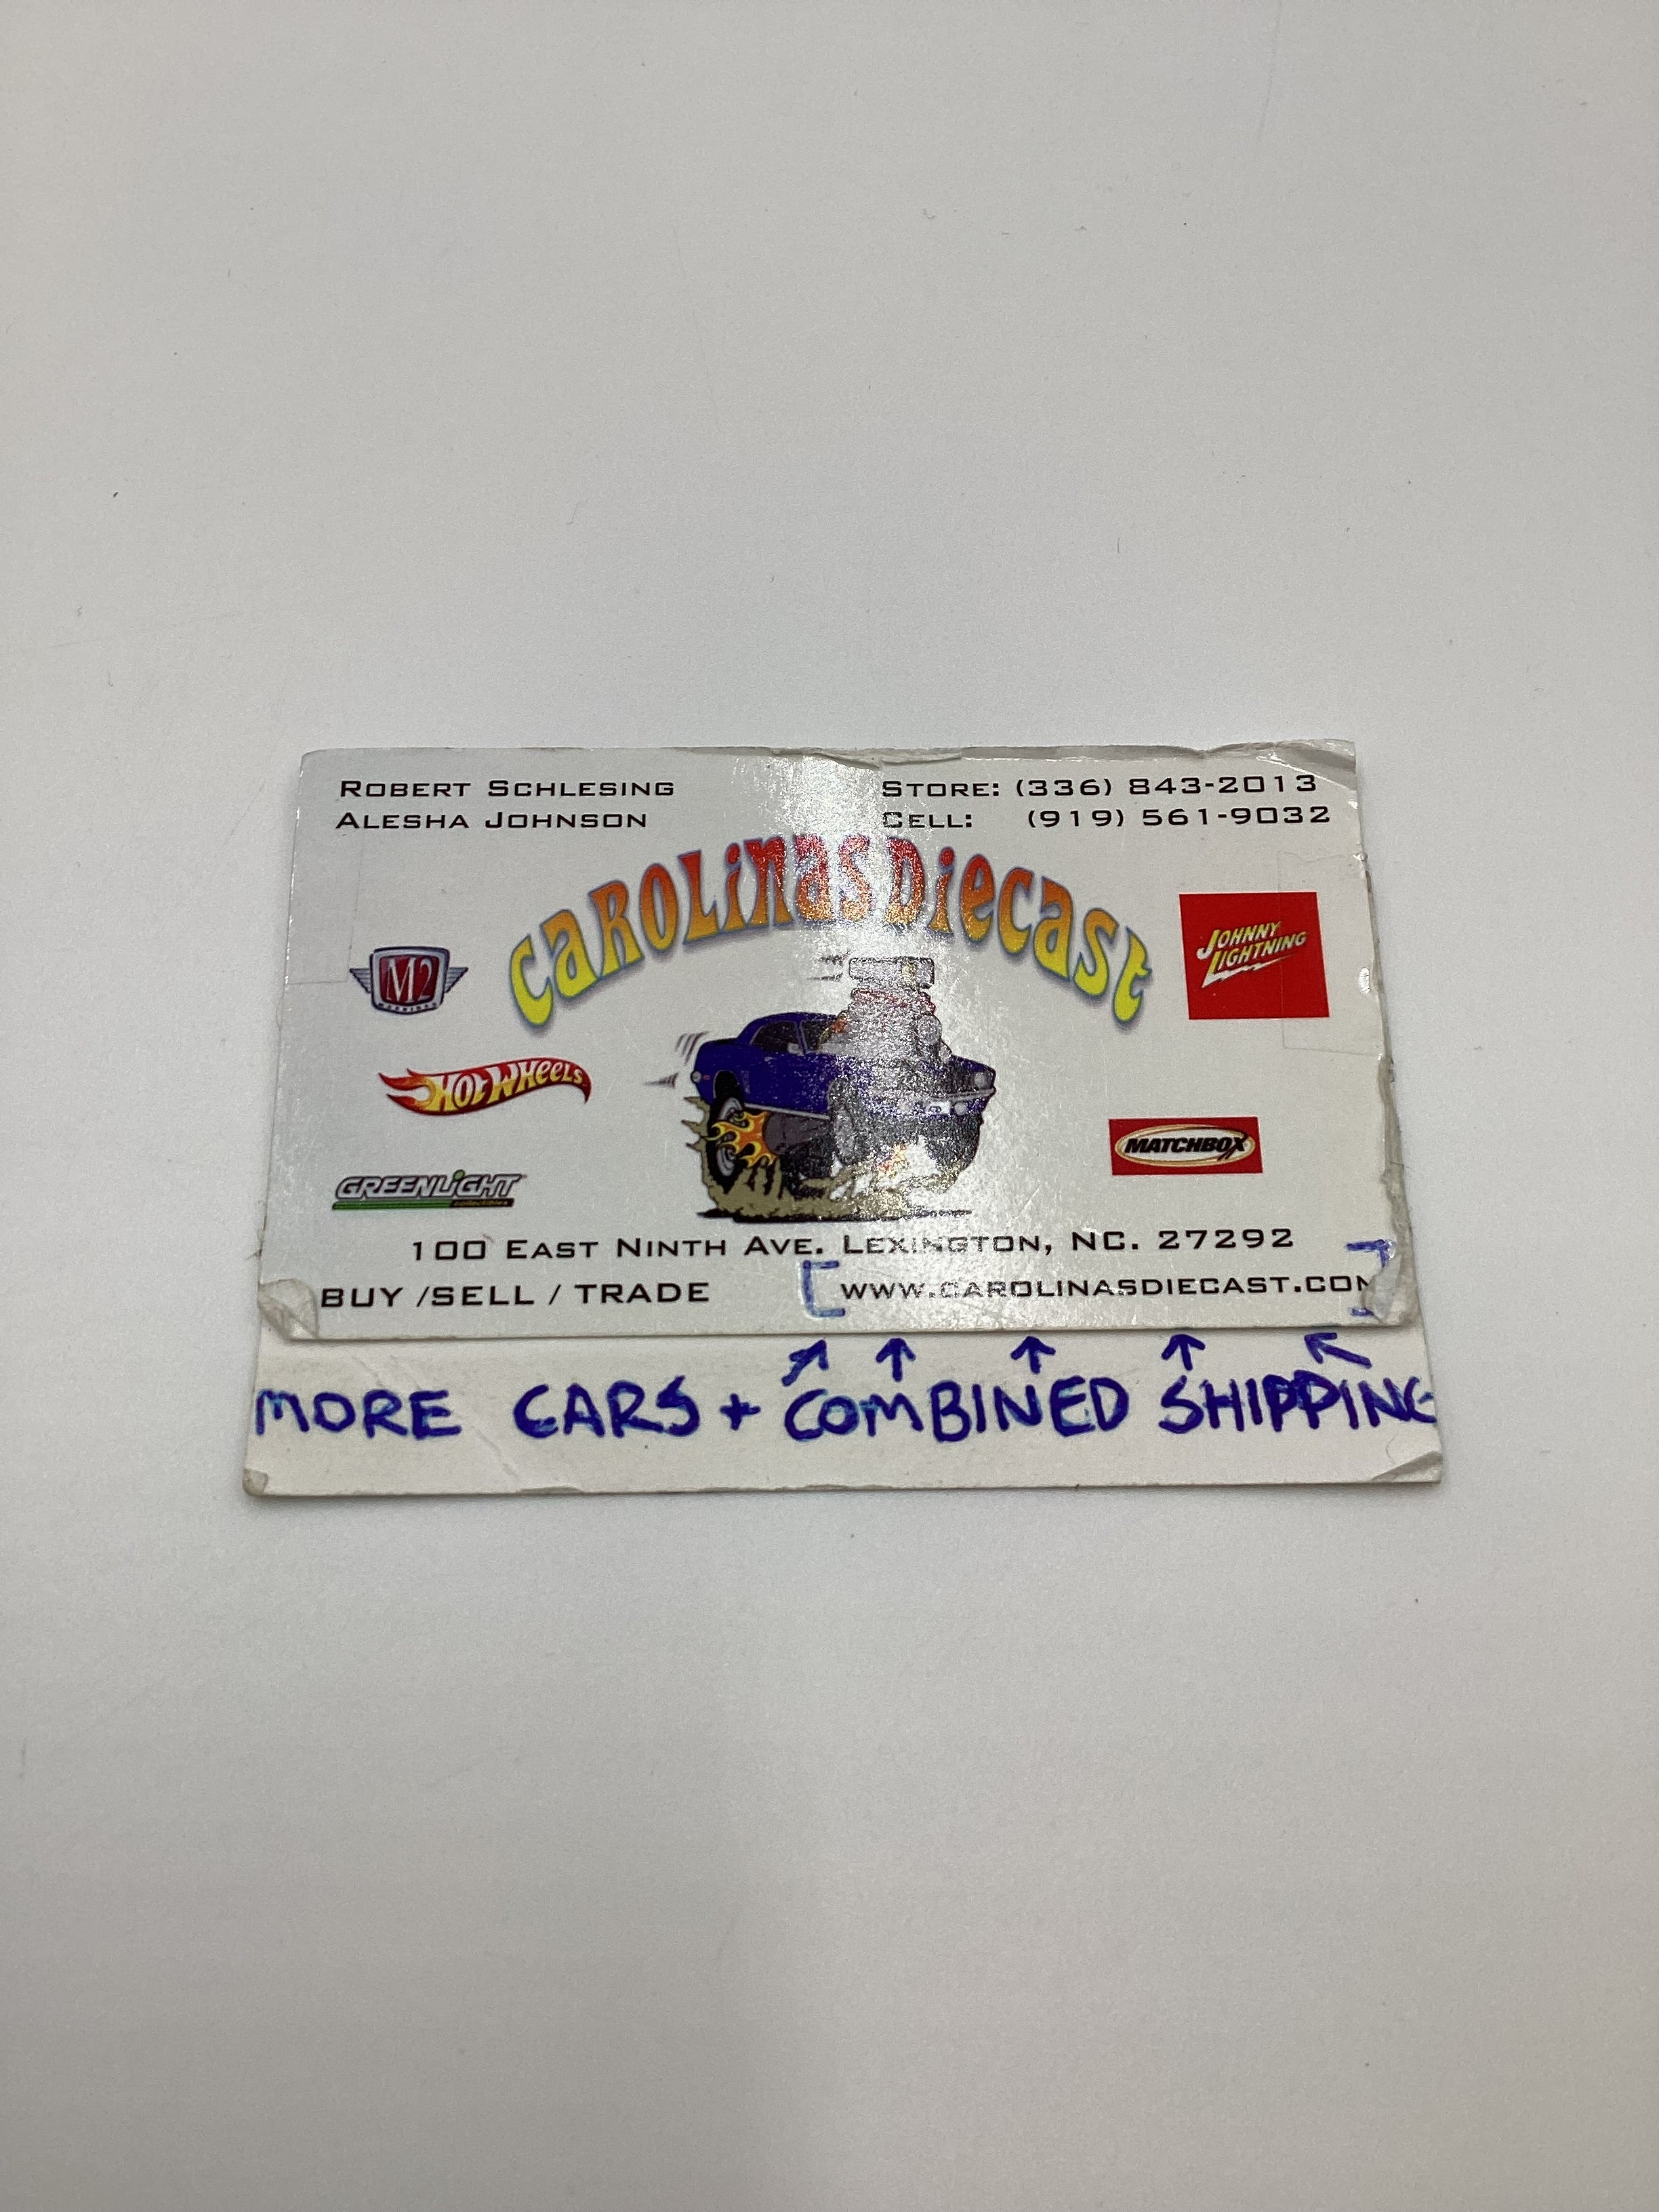 ROBERT SCHLESING
ALESHA JOHNSON
STORE: (336) 843-2013
CELL: (919) 561-9032
CAROLiNAS DiECAST
M2
JOHNNY
LIGHTNING
HOT WHEELS
MATCHBOX
GREENLiGHT
100 EAST NINTH AVE. LEXINGTON, NC. 27292
BUY /SELL / TRADE
[WWW.CAROLINASDIECAST.COM]
MORE CARS + COMBINED SHIPPING